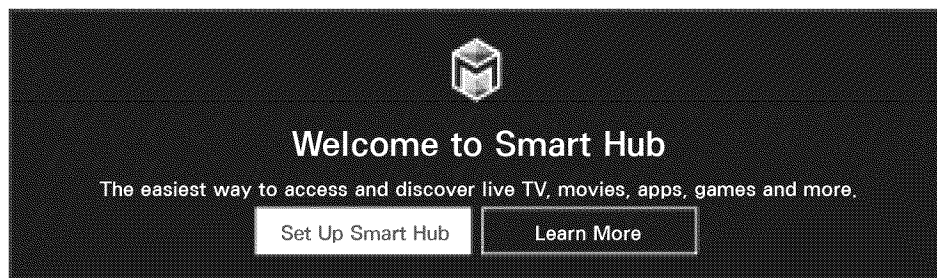 Welcome to Smart Hub
The easiest way to access and discover live TV, movies, apps, games and more.
Set Up Smart Hub
Learn More